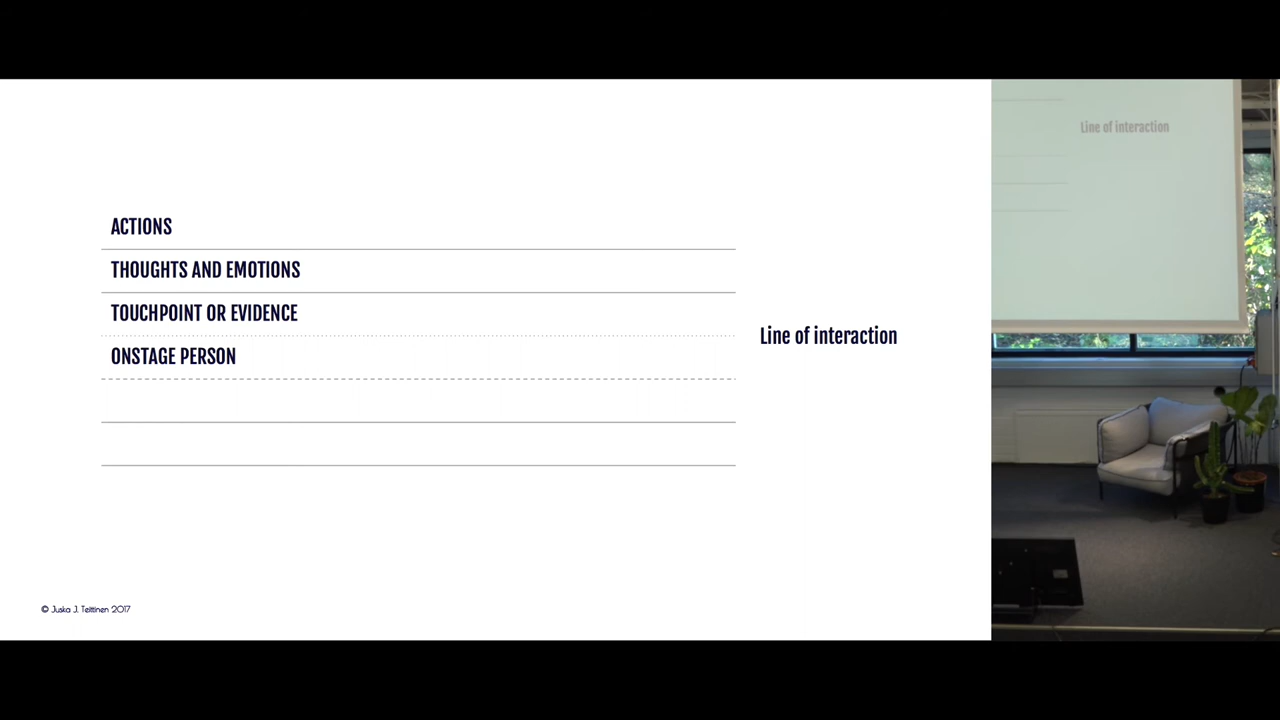 ACTIONS
THOUGHTS AND EMOTIONS
TOUCHPOINT OR EVIDENCE
Line of interaction
ONSTAGE PERSON
© Juska J. Teittinen 2017
Line of interaction